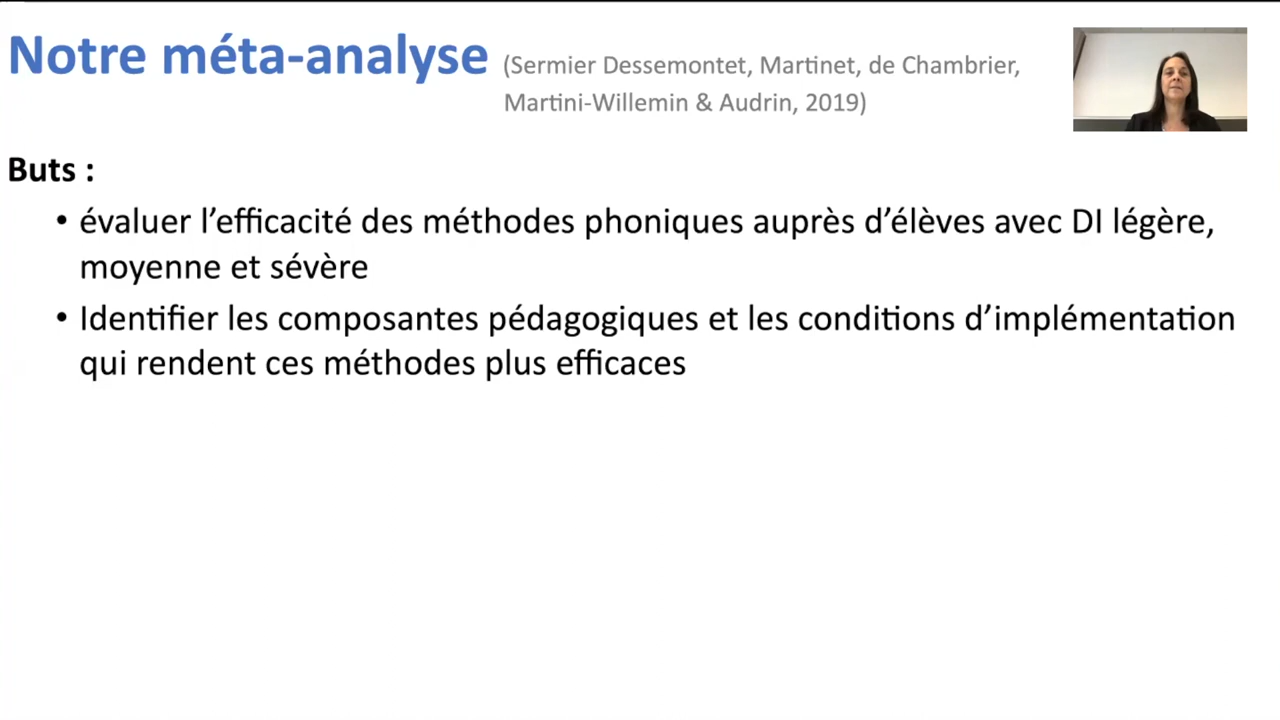 Notre méta-analyse (Sermier Dessemontet, Martinet, de Chambrier,
Martini-Willemin & Audrin, 2019)
Buts :
• évaluer l’efficacité des méthodes phoniques auprès d’élèves avec DI légère,
moyenne et sévère
• Identifier les composantes pédagogiques et les conditions d’implémentation
qui rendent ces méthodes plus efficaces